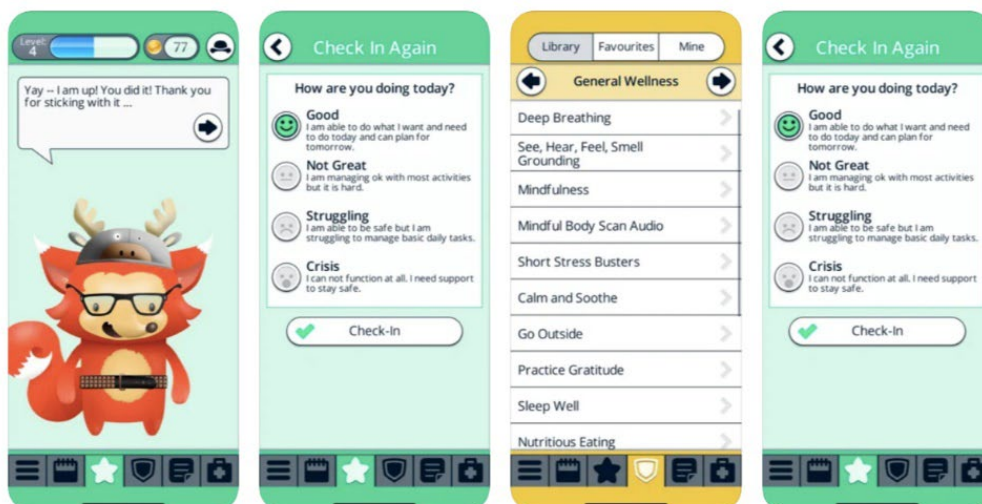 Level:
4
77
Yay -- I am up! You did it! Thank you
for sticking with it ...
Check In Again
How are you doing today?
Good
I am able to do what I want and need
to do today and can plan for
tomorrow.
Not Great
I am managing ok with most activities
but it is hard.
Struggling
I am able to be safe but I am
struggling to manage basic daily tasks.
Crisis
I can not function at all. I need support
to stay safe.
Check-In
Library Favourites Mine
General Wellness
Deep Breathing
See, Hear, Feel, Smell
Grounding
Mindfulness
Mindful Body Scan Audio
Short Stress Busters
Calm and Soothe
Go Outside
Practice Gratitude
Sleep Well
Nutritious Eating
Check In Again
How are you doing today?
Good
I am able to do what I want and need
to do today and can plan for
tomorrow.
Not Great
I am managing ok with most activities
but it is hard.
Struggling
I am able to be safe but I am
struggling to manage basic daily tasks.
Crisis
I can not function at all. I need support
to stay safe.
Check-In